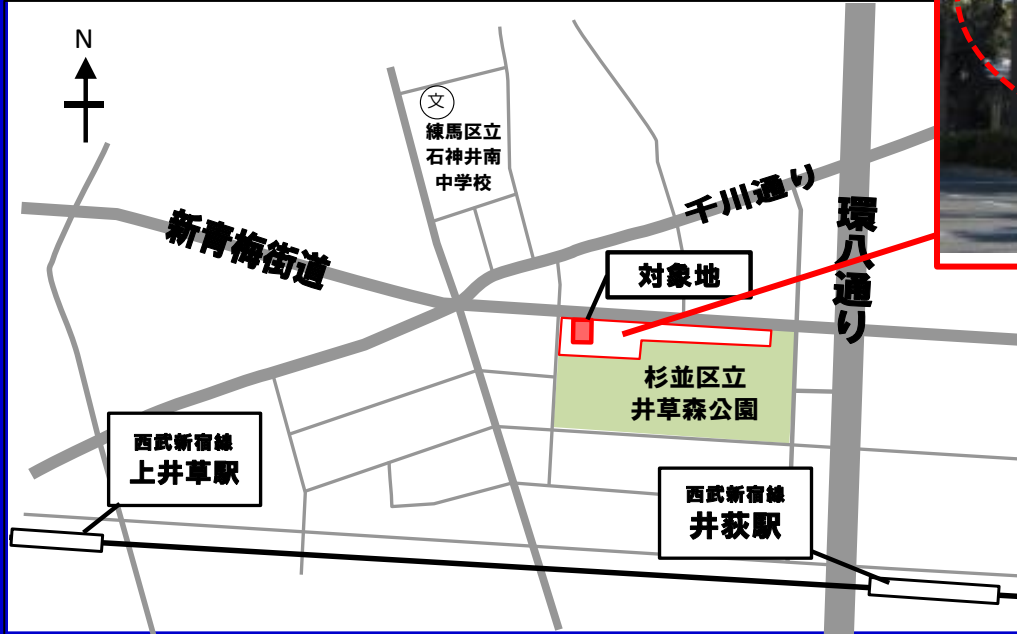 N
文
練馬区立
石神井南
中学校
新青梅街道
千川通り
環八通り
対象地
杉並区立
井草森公園
西武新宿線
上井草駅
西武新宿線
井荻駅